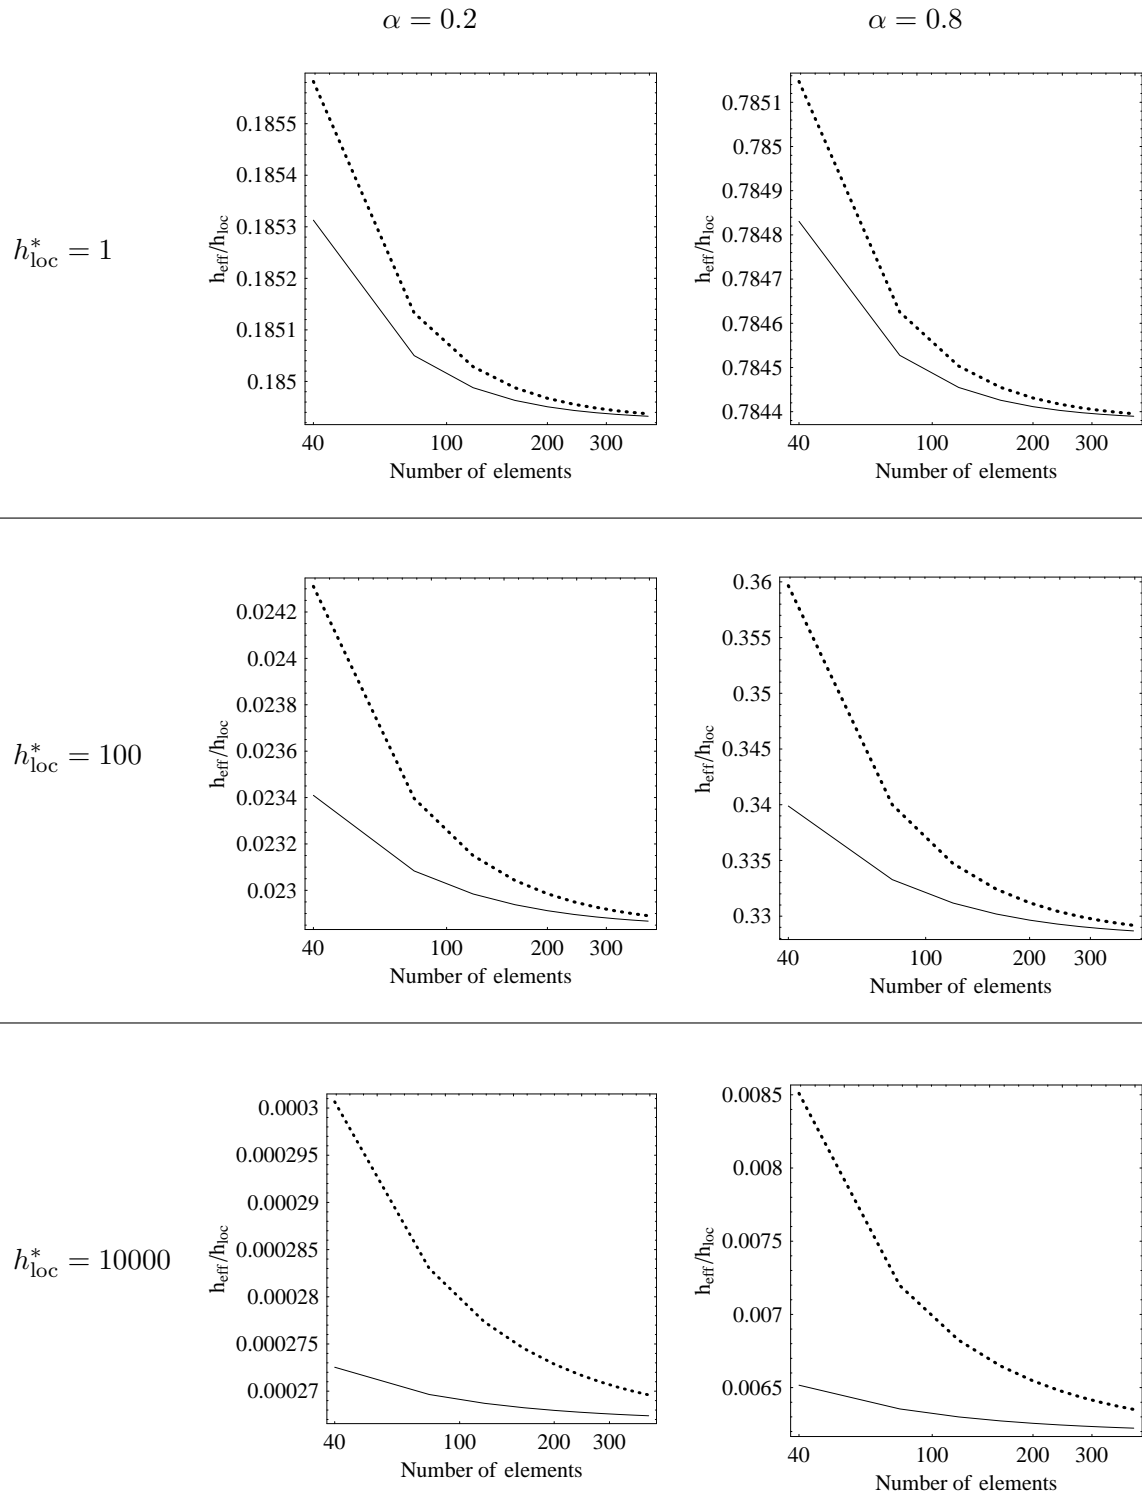 α = 0.2
α = 0.8
h*loc = 1
0.1855
0.1854
0.1853
0.1852
0.1851
0.185
heff/hloc
40 100 200 300
Number of elements
0.7851
0.785
0.7849
0.7848
0.7847
0.7846
0.7845
0.7844
heff/hloc
40 100 200 300
Number of elements
h*loc = 100
0.0242
0.024
0.0238
0.0236
0.0234
0.0232
0.023
heff/hloc
40 100 200 300
Number of elements
0.36
0.355
0.35
0.345
0.34
0.335
0.33
heff/hloc
40 100 200 300
Number of elements
h*loc = 10000
0.0003
0.000295
0.00029
0.000285
0.00028
0.000275
0.00027
heff/hloc
40 100 200 300
Number of elements
0.0085
0.008
0.0075
0.007
0.0065
heff/hloc
40 100 200 300
Number of elements